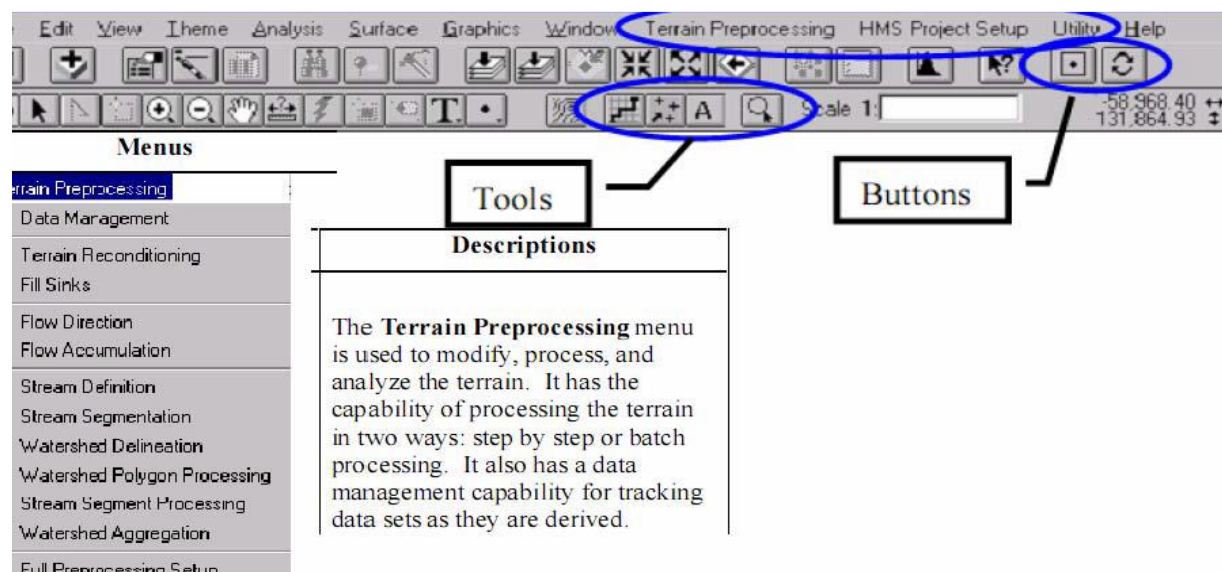 Edit View Theme Analysis Surface Graphics Window Terrain Preprocessing HMS Project Setup Utility Help
T. A Scale 1: -58,968.40
131,864.93
Menus
Tools
Buttons
Descriptions
errain Preprocessing
Data Management
Terrain Reconditioning
Fill Sinks
Flow Direction
Flow Accumulation
Stream Definition
Stream Segmentation
Watershed Delineation
Watershed Polygon Processing
Stream Segment Processing
Watershed Aggregation
Full Preprocessing Setup
The Terrain Preprocessing menu
is used to modify, process, and
analyze the terrain. It has the
capability of processing the terrain
in two ways: step by step or batch
processing. It also has a data
management capability for tracking
data sets as they are derived.